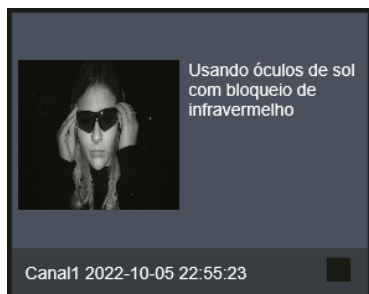 Usando óculos de sol
com bloqueio de
infravermelho
Canal1 2022-10-05 22:55:23